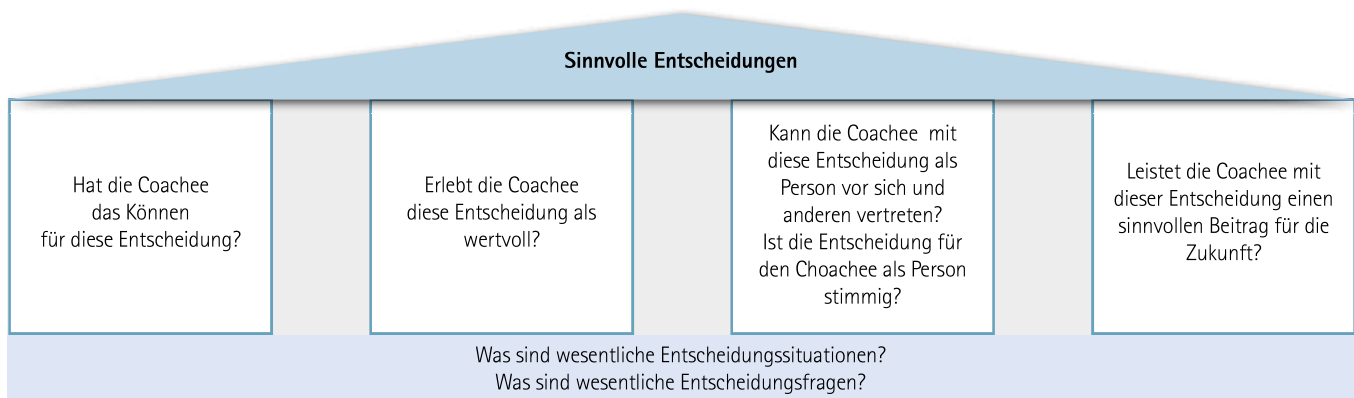 Sinnvolle Entscheidungen
Hat die Coachee
das Können
für diese Entscheidung?
Erlebt die Coachee
diese Entscheidung als
wertvoll?
Kann die Coachee mit
diese Entscheidung als
Person vor sich und
anderen vertreten?
Ist die Entscheidung für
den Choachee als Person
stimmig?
Leistet die Coachee mit
dieser Entscheidung einen
sinnvollen Beitrag für die
Zukunft?
Was sind wesentliche Entscheidungssituationen?
Was sind wesentliche Entscheidungsfragen?